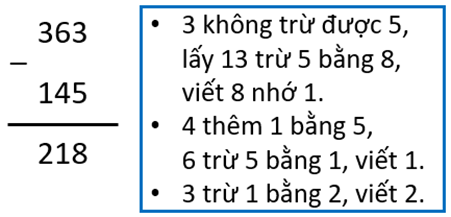 363
–
145
218
• 3 không trừ được 5,
lấy 13 trừ 5 bằng 8,
viết 8 nhớ 1.
• 4 thêm 1 bằng 5,
6 trừ 5 bằng 1, viết 1.
• 3 trừ 1 bằng 2, viết 2.